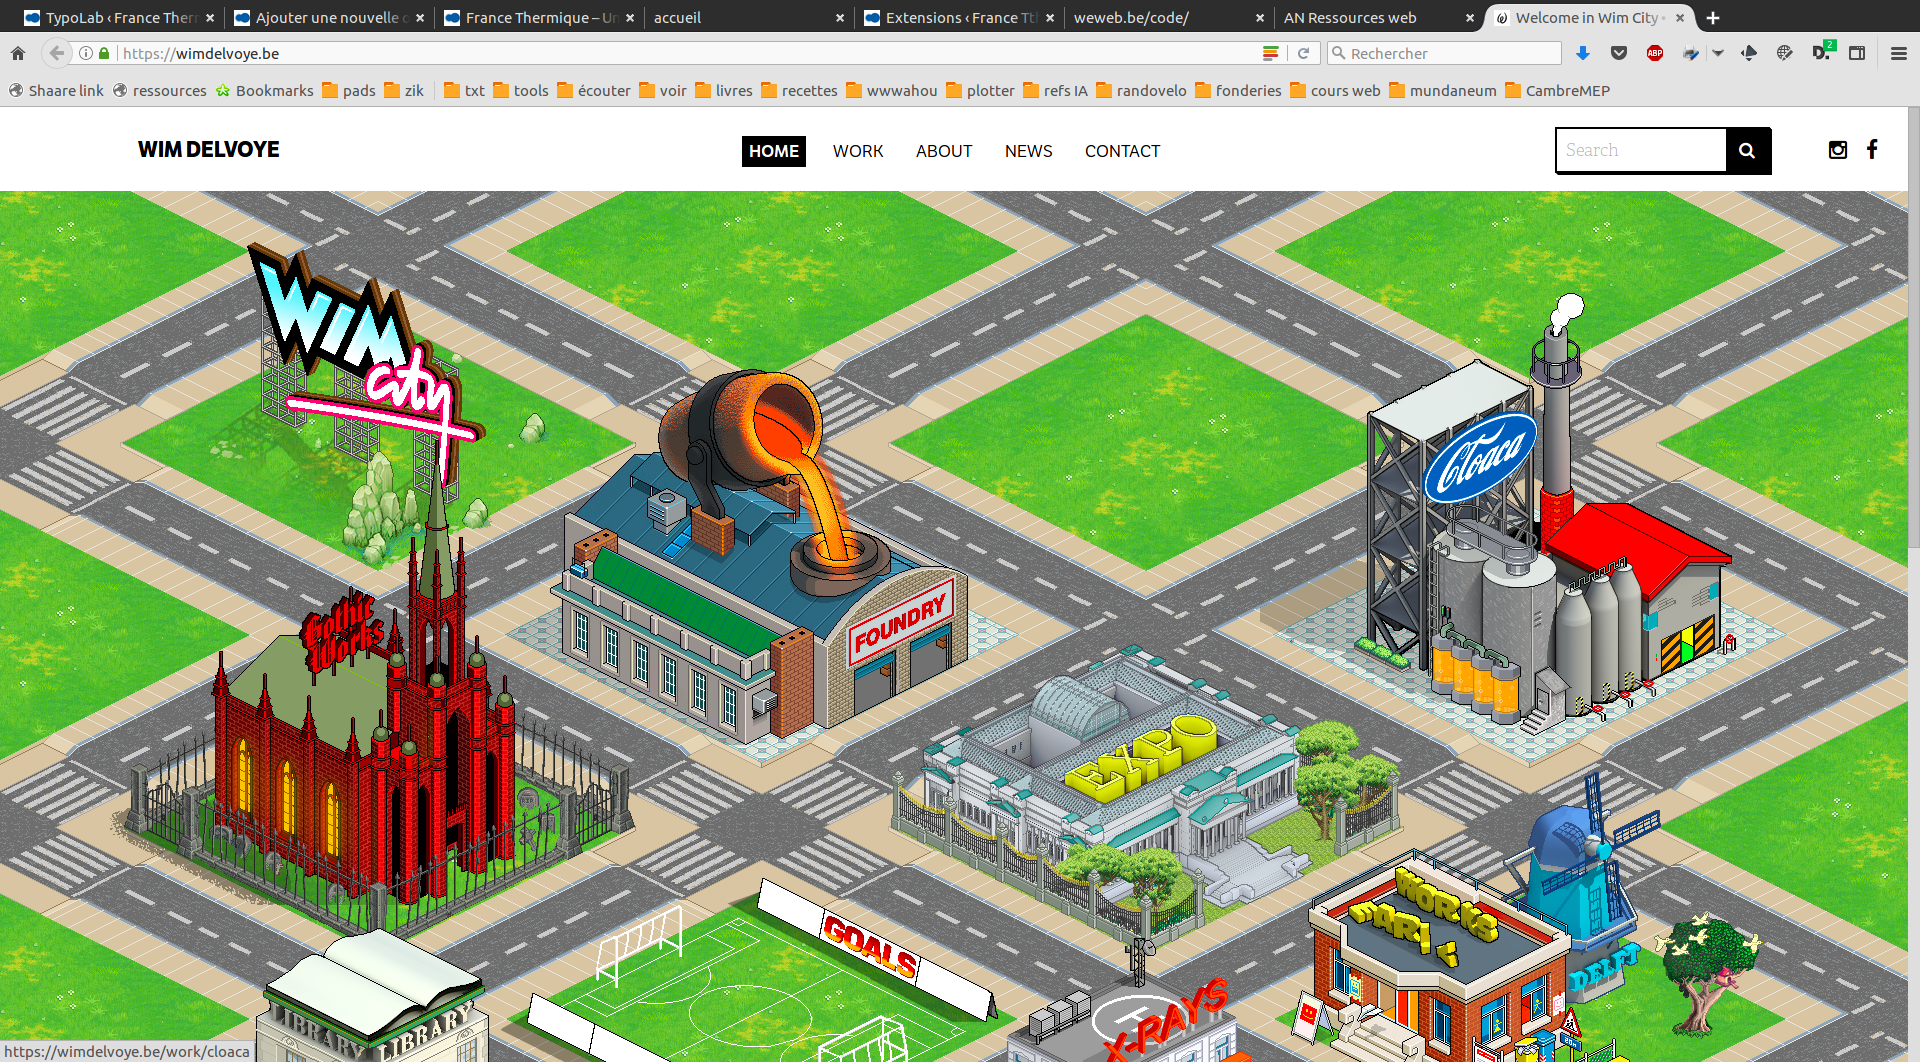 TypoLab ‹ France Ther
Ajouter une nouvelle
France Thermique – Un
accueil
Extensions ‹ France T
weweb.be/code/
AN Ressources web
Welcome in Wim City
https://wimdelvoye.be
Rechercher
2
Shaare link
ressources
Bookmarks
pads
zik
txt
tools
écouter
voir
livres
recettes
wwwahou
plotter
refs IA
randovelo
fonderies
cours web
mundaneum
CambreMEP
WIM DELVOYE
HOME
WORK
ABOUT
NEWS
CONTACT
Search
WIM
city
Cloaca
FOUNDRY
Gothic
Works
EXPO
WORKS
DELFT
GOALS
X-RAYS
H
LIBRARY LIBRARY
https://wimdelvoye.be/work/cloaca